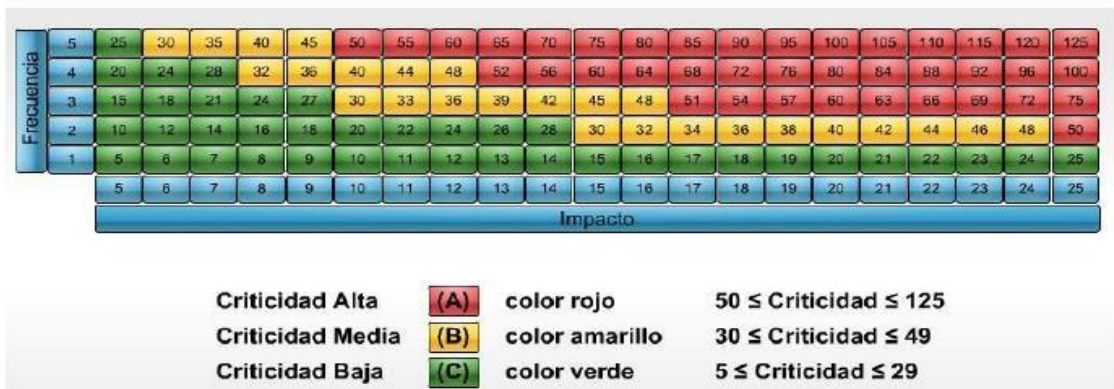 Frecuencia
5 25 30 35 40 45 50 55 60 65 70 75 80 85 90 95 100 105 110 115 120 125
4 20 24 28 32 36 40 44 48 52 56 60 64 68 72 76 80 84 88 92 96 100
3 15 18 21 24 27 30 33 36 39 42 45 48 51 54 57 60 63 66 69 72 75
2 10 12 14 16 18 20 22 24 26 28 30 32 34 36 38 40 42 44 46 48 50
1 5 6 7 8 9 10 11 12 13 14 15 16 17 18 19 20 21 22 23 24 25
5 6 7 8 9 10 11 12 13 14 15 16 17 18 19 20 21 22 23 24 25
Impacto
Criticidad Alta (A) color rojo 50 ≤ Criticidad ≤ 125
Criticidad Media (B) color amarillo 30 ≤ Criticidad ≤ 49
Criticidad Baja (C) color verde 5 ≤ Criticidad ≤ 29